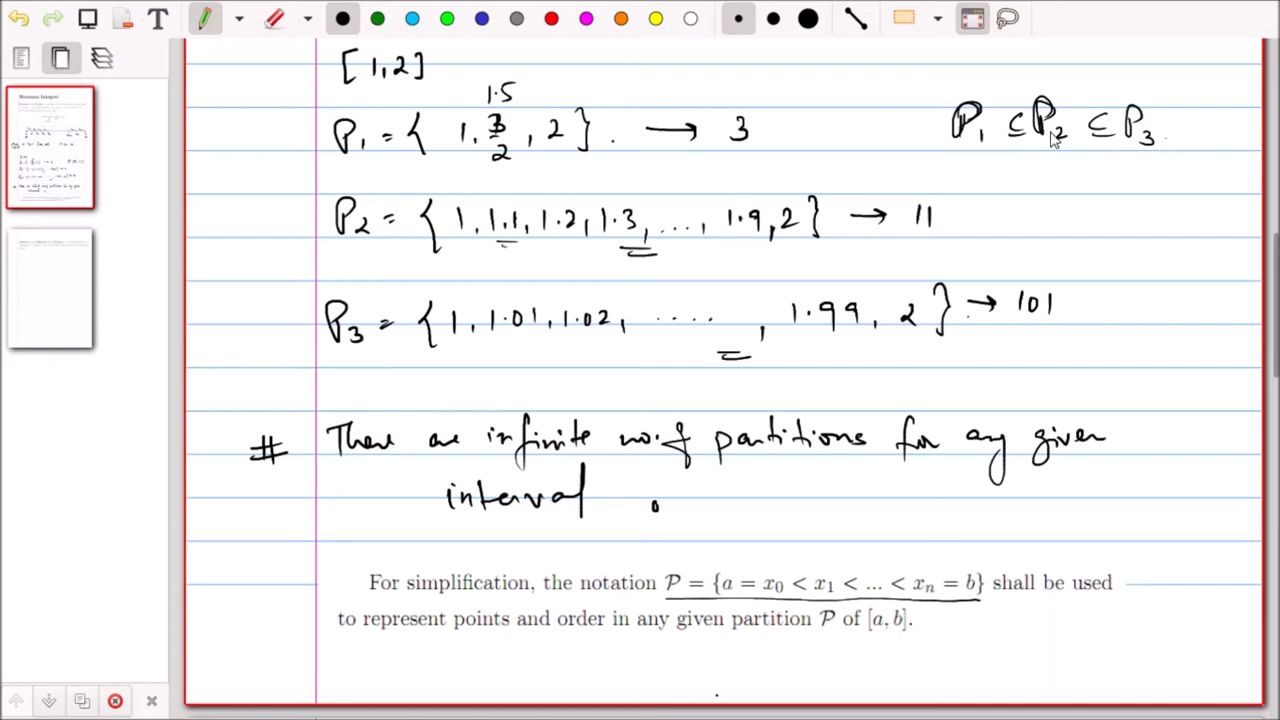 [1,2]
1.5
P₁ = { 1, 3/2, 2 } . → 3
P₁ ⊆ P₂ ⊆ P₃ .
P₂ = { 1, 1.1, 1.2, 1.3, ..., 1.9, 2 } → 11
P₃ = { 1, 1.01, 1.02, .... , 1.99, 2 } → 101
# There are infinite no. of partitions for any given
interval .
For simplification, the notation 𝒫 = {a = x₀ < x₁ < ... < xₙ = b} shall be used
to represent points and order in any given partition 𝒫 of [a, b].